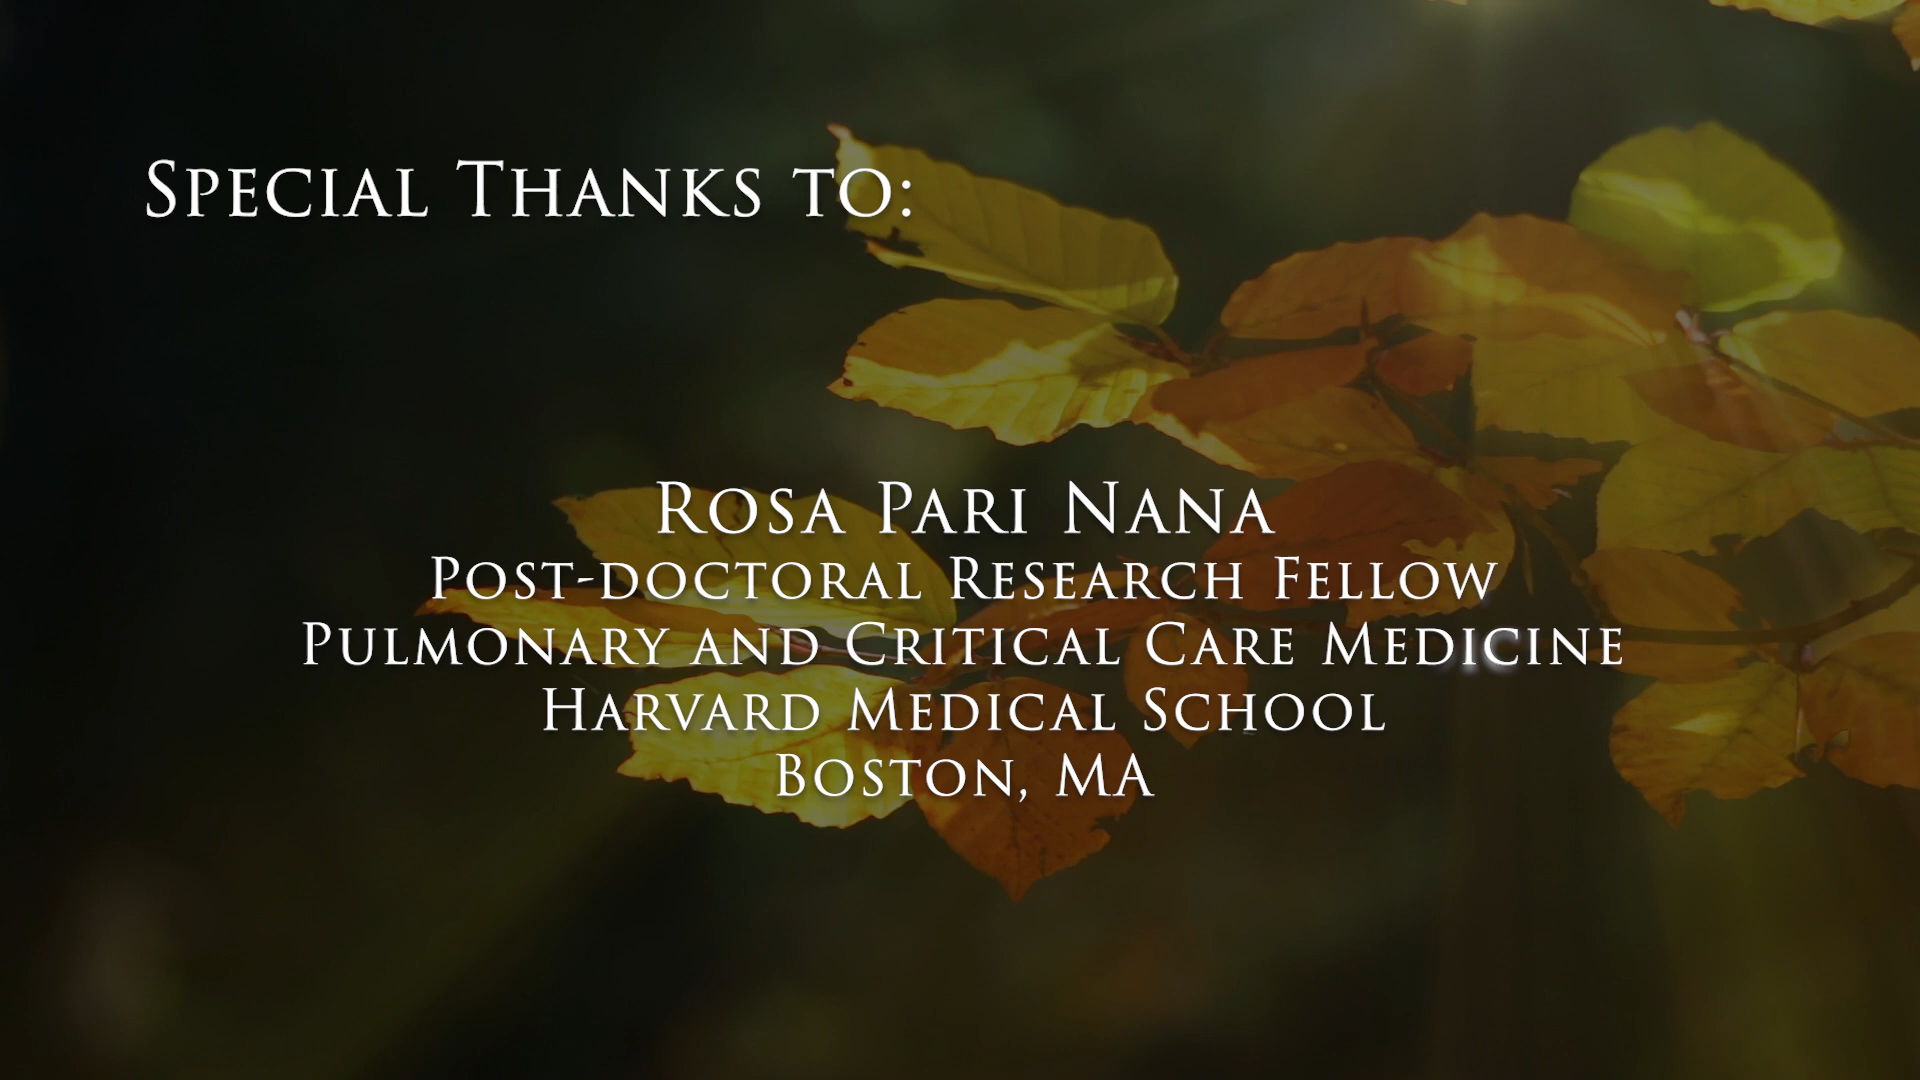 Special Thanks to:
Rosa Pari Nana
Post-doctoral Research Fellow
Pulmonary and Critical Care Medicine
Harvard Medical School
Boston, MA